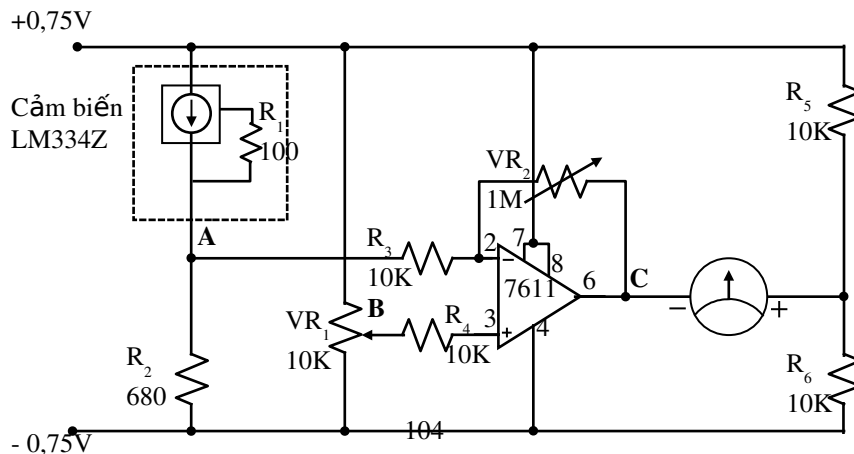 +0,75V
Cảm biến
LM334Z
R1
100
A
R2
680
R3
10K
VR1
10K
B
R4
10K
VR2
1M
2
3
7
8
7611
4
6
C
−
+
R5
10K
R6
10K
104
- 0,75V